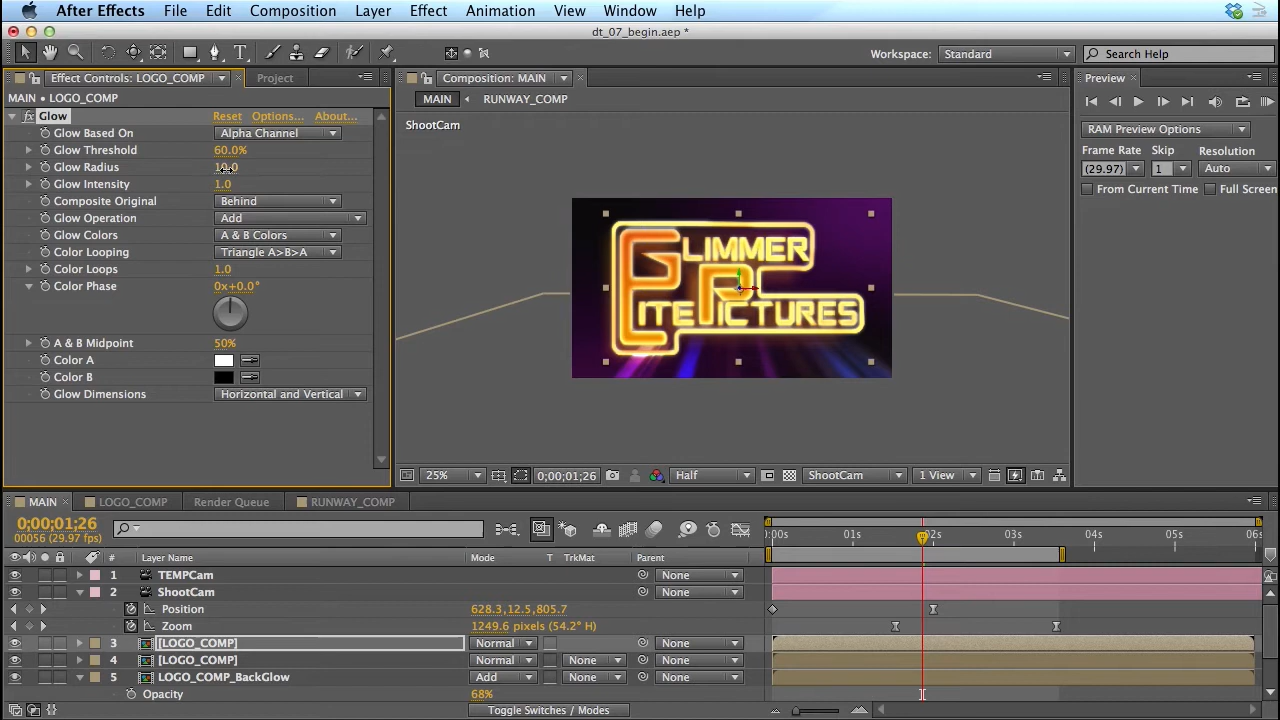 After Effects File Edit Composition Layer Effect Animation View Window Help
dt_07_begin.aep *
Workspace: Standard Search Help
Effect Controls: LOGO_COMP Project Composition: MAIN Preview
MAIN • LOGO_COMP MAIN RUNWAY_COMP
fx Glow Reset Options... About...
ShootCam
RAM Preview Options
Glow Based On Alpha Channel
Glow Threshold 60.0%
Frame Rate Skip Resolution
Glow Radius 10.0
(29.97) 1 Auto
Glow Intensity 1.0
From Current Time Full Screen
Composite Original Behind
Glow Operation Add
Glow Colors A & B Colors
Color Looping Triangle A>B>A
Color Loops 1.0
Color Phase 0x+0.0°
A & B Midpoint 50%
Color A
Color B
Glow Dimensions Horizontal and Vertical
GLIMMER
ELITE PICTURES
25% 0;00;01;26 Half ShootCam 1 View
MAIN LOGO_COMP Render Queue RUNWAY_COMP
0;00;01;26
00056 (29.97 fps)
0:00s 01s 02s 03s 04s 05s 06s
# Layer Name Mode T TrkMat Parent
1 TEMPCam None
2 ShootCam None
Position 628.3,12.5,805.7
Zoom 1249.6 pixels (54.2° H)
3 [LOGO_COMP] Normal None
4 [LOGO_COMP] Normal None None
5 LOGO_COMP_BackGlow Add None None
Opacity 68%
Toggle Switches / Modes